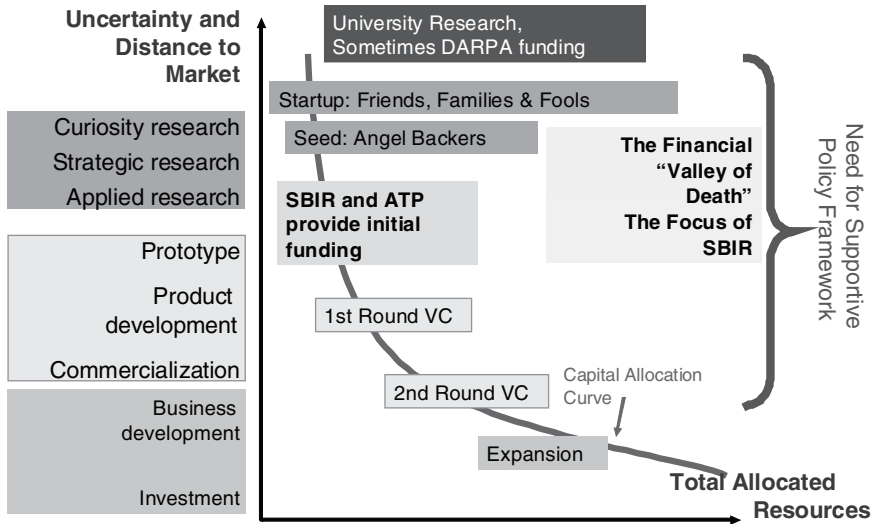 Uncertainty and
Distance to
Market
University Research,
Sometimes DARPA funding
Startup: Friends, Families & Fools
Seed: Angel Backers
Curiosity research
Strategic research
Applied research
The Financial
“Valley of
Death”
The Focus of
SBIR
SBIR and ATP
provide initial
funding
Need for Supportive
Policy Framework
Prototype
Product
development
Commercialization
1st Round VC
2nd Round VC
Capital Allocation
Curve
Business
development
Investment
Expansion
Total Allocated
Resources